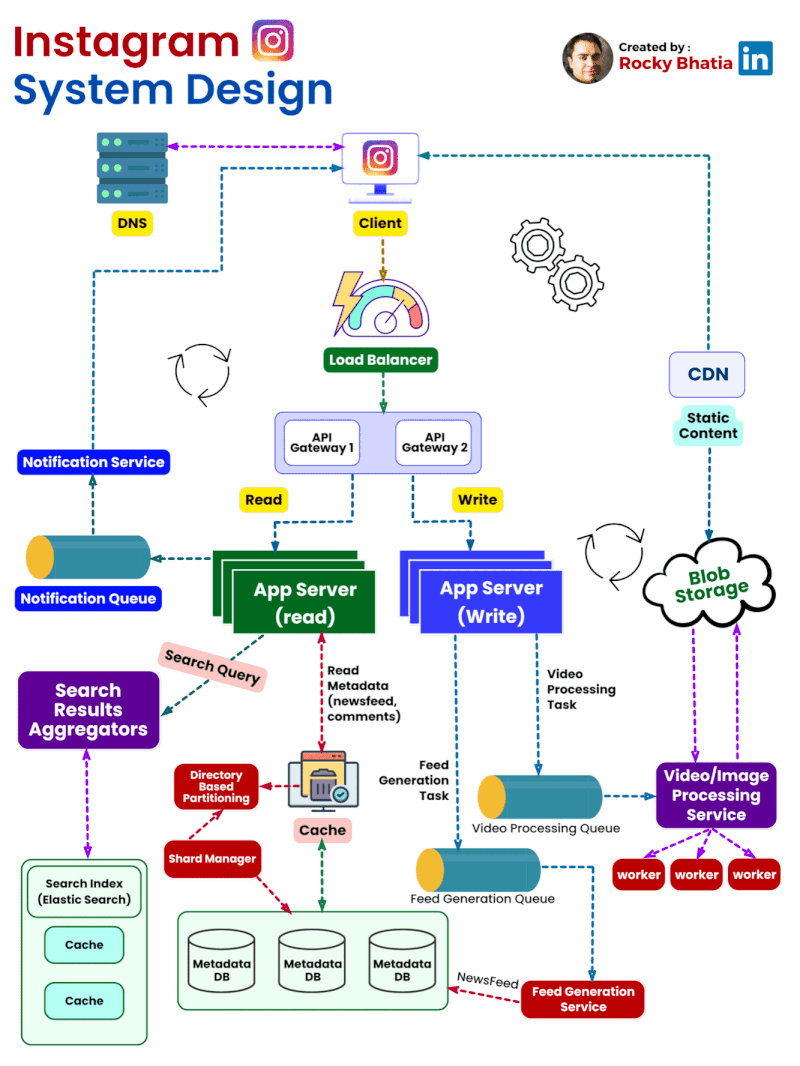 Instagram
System Design
Created by :
Rocky Bhatia
in
DNS
Client
Load Balancer
CDN
Static
Content
API
Gateway 1
API
Gateway 2
Notification Service
Read
Write
Notification Queue
App Server
(read)
App Server
(Write)
Blob
Storage
Search Query
Read
Metadata
(newsfeed,
comments)
Video
Processing
Task
Search
Results
Aggregators
Feed
Generation
Task
Directory
Based
Partitioning
Video/Image
Processing
Service
Cache
Video Processing Queue
Shard Manager
worker
worker
worker
Search Index
(Elastic Search)
Cache
Cache
Feed Generation Queue
Metadata
DB
Metadata
DB
Metadata
DB
NewsFeed
Feed Generation
Service